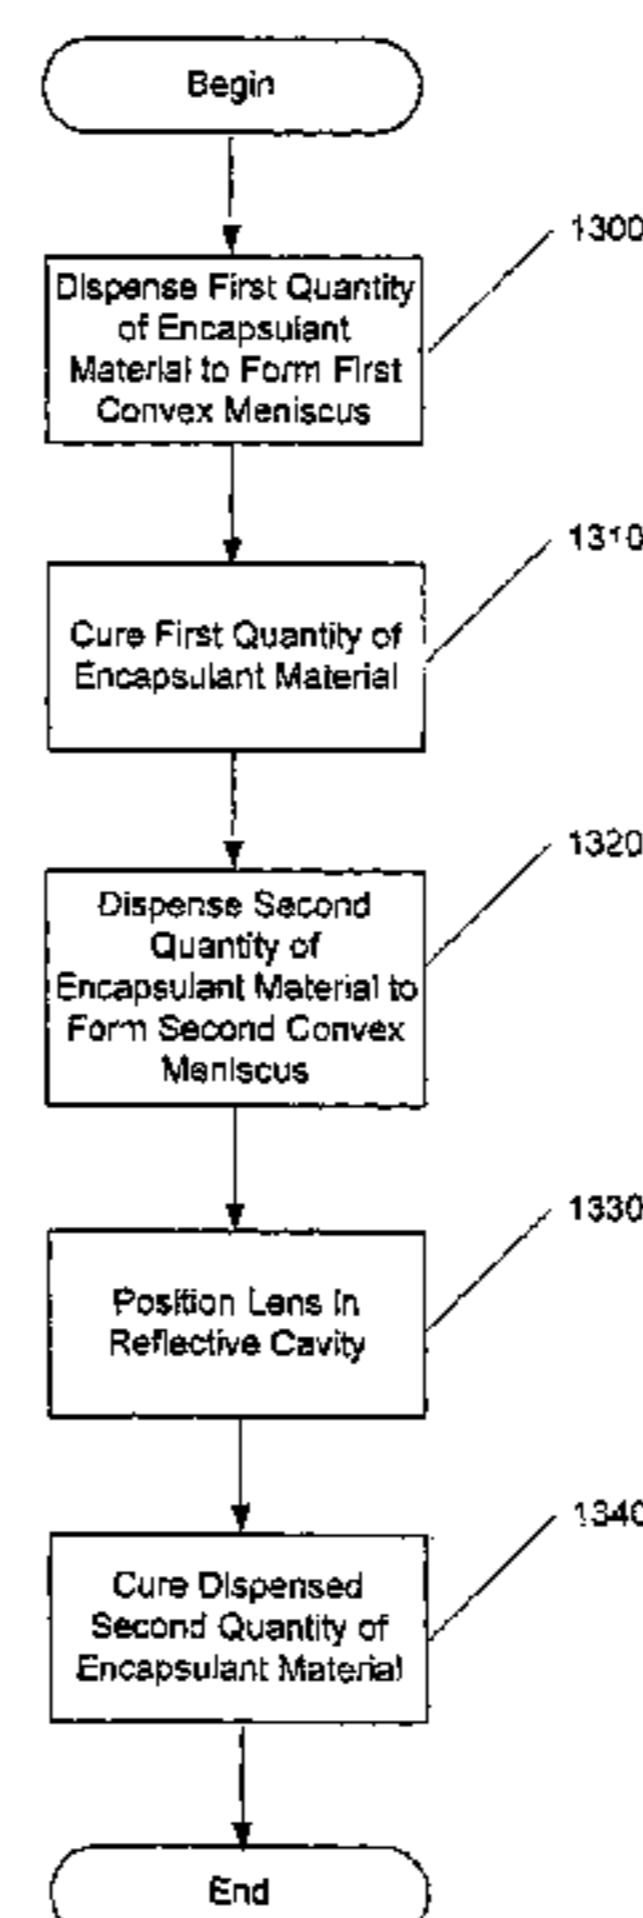 Begin
1300
Dispense First Quantity
of Encapsulant
Material to Form First
Convex Meniscus
1310
Cure First Quantity of
Encapsulant Material
1320
Dispense Second
Quantity of
Encapsulant Material to
Form Second Convex
Meniscus
1330
Position Lens in
Reflective Cavity
1340
Cure Dispensed
Second Quantity of
Encapsulant Material
End